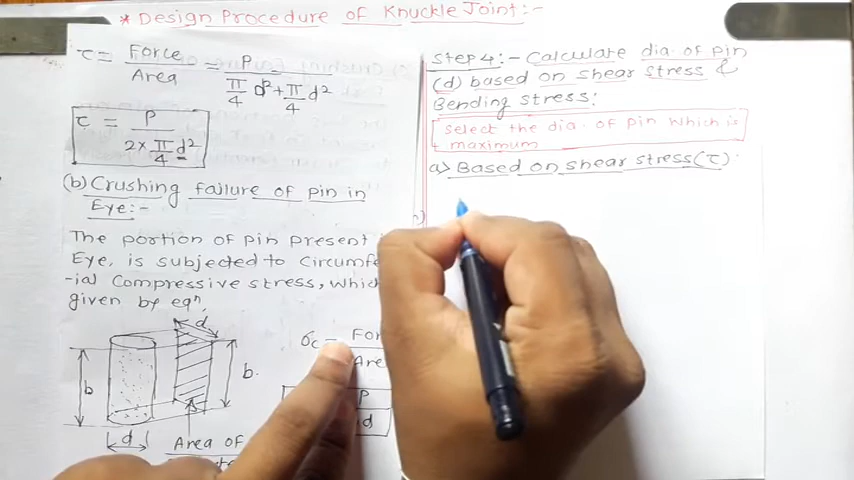 * Design Procedure of Knuckle Joint:-
τ = Force / Area = P / π/4 d² + π/4 d²
τ = P / 2 × π/4 d²
(b) Crushing failure of pin in
Eye:-
The portion of pin present
Eye, is subjected to Circumfe
-ial Compressive stress, which
given by eqⁿ,
d
b
b.
d
Area of
σc = For
Are
P
d
Step 4:- Calculate dia. of pin
(d) based on shear stress &
Bending stress:
Select the dia. of pin which is
maximum
a> Based on shear stress (τ):